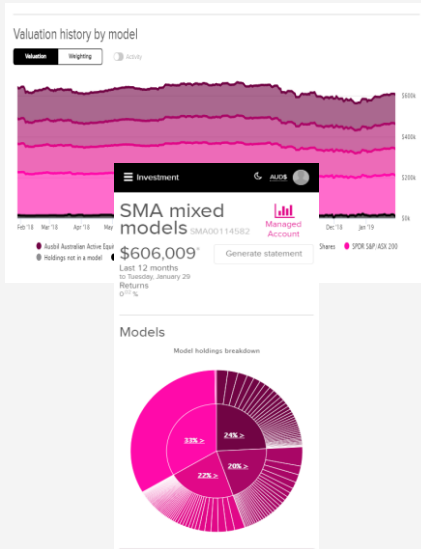 Valuation history by model
Valuation Weighting Activity
$600k
$400k
$200k
$0k
Feb '18 Mar '18 Apr '18 May
Dec '18 Jan '19
Ausbil Australian Active Equi
Shares SPDR S&P/ASX 200
Holdings not in a model
Investment AUD$
SMA mixed
models SMA00114582
Managed
Account
$606,009*
Generate statement
Last 12 months
to Tuesday, January 29
Returns
Models
Model holdings breakdown
33% >
24% >
22% >
20% >